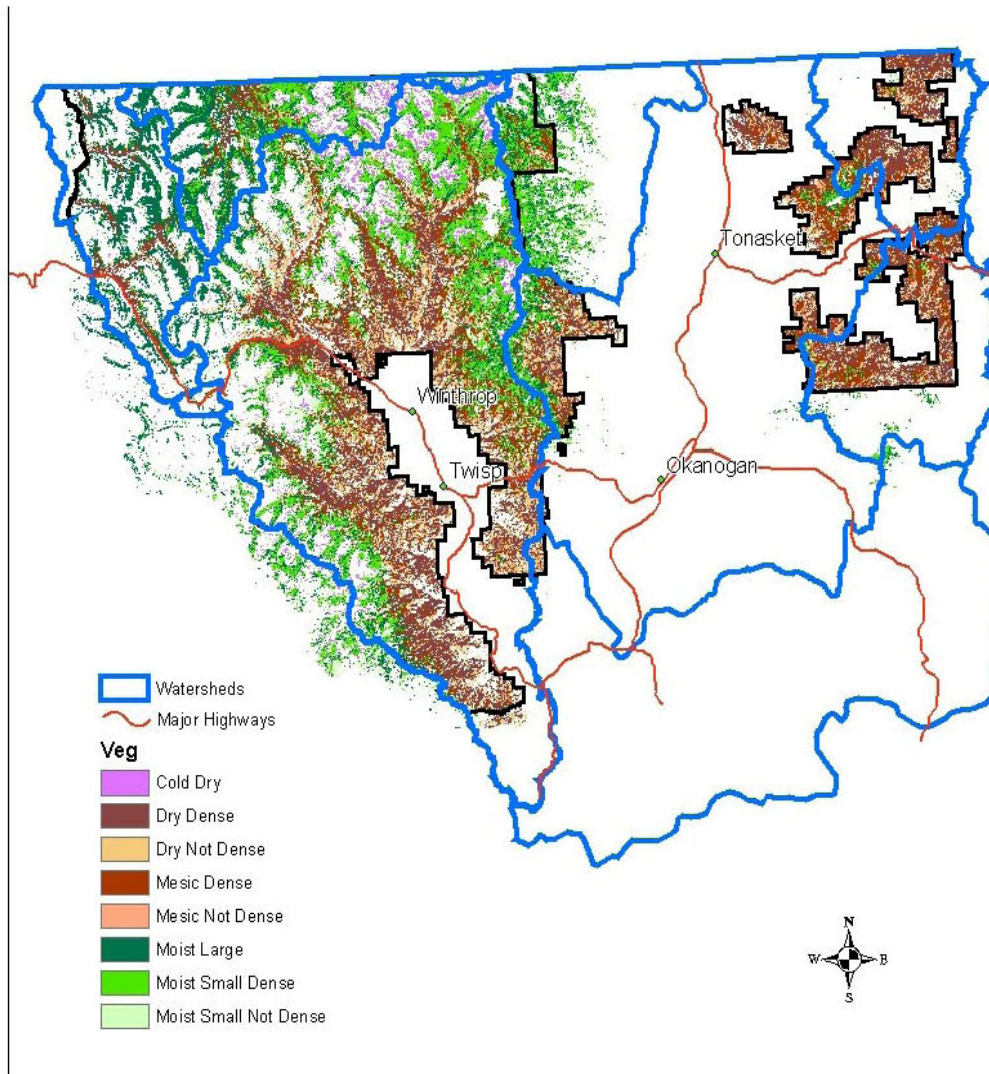 Tonasket
Winthrop
Twisp
Okanogan
Watersheds
Major Highways
Veg
Cold Dry
Dry Dense
Dry Not Dense
Mesic Dense
Mesic Not Dense
Moist Large
Moist Small Dense
Moist Small Not Dense
N
W E
S